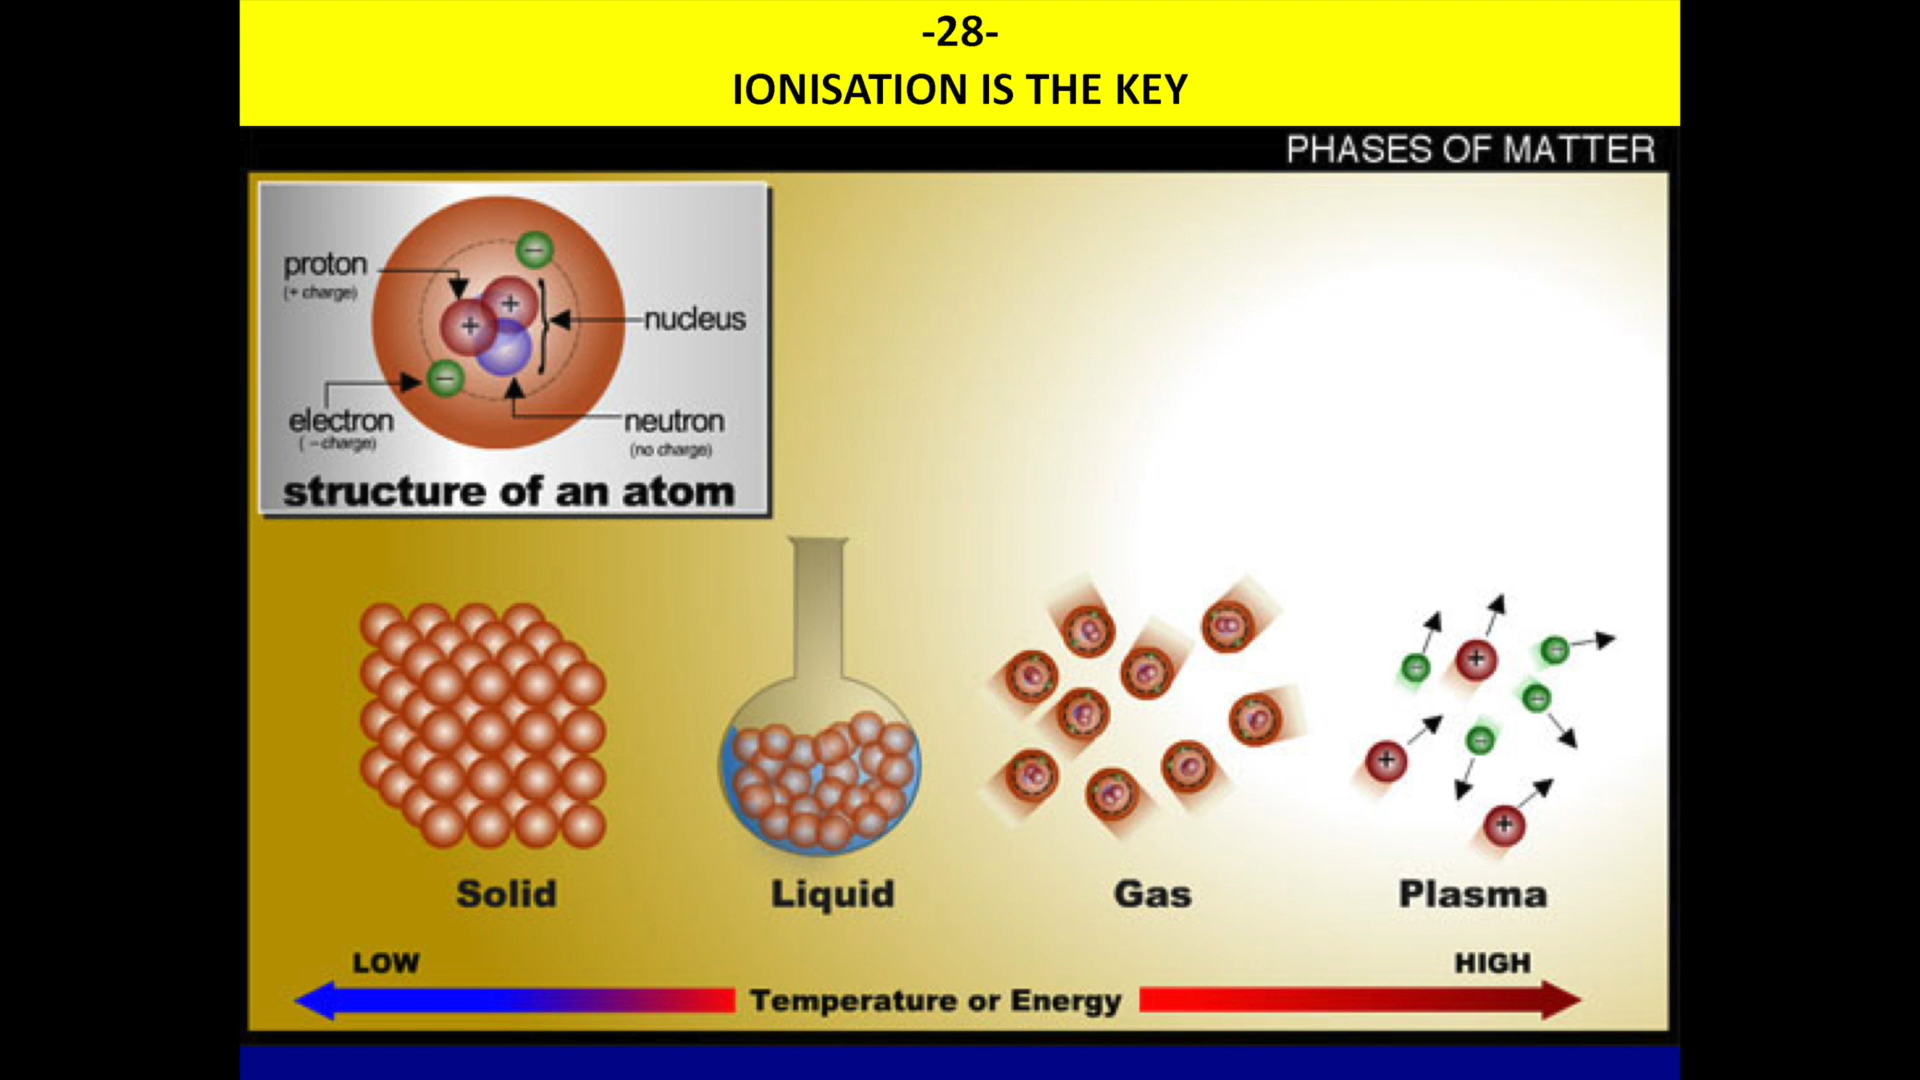 -28-
IONISATION IS THE KEY
PHASES OF MATTER
proton
(+ charge)
nucleus
electron
( – charge)
neutron
(no charge)
structure of an atom
Solid
Liquid
Gas
Plasma
LOW
HIGH
Temperature or Energy